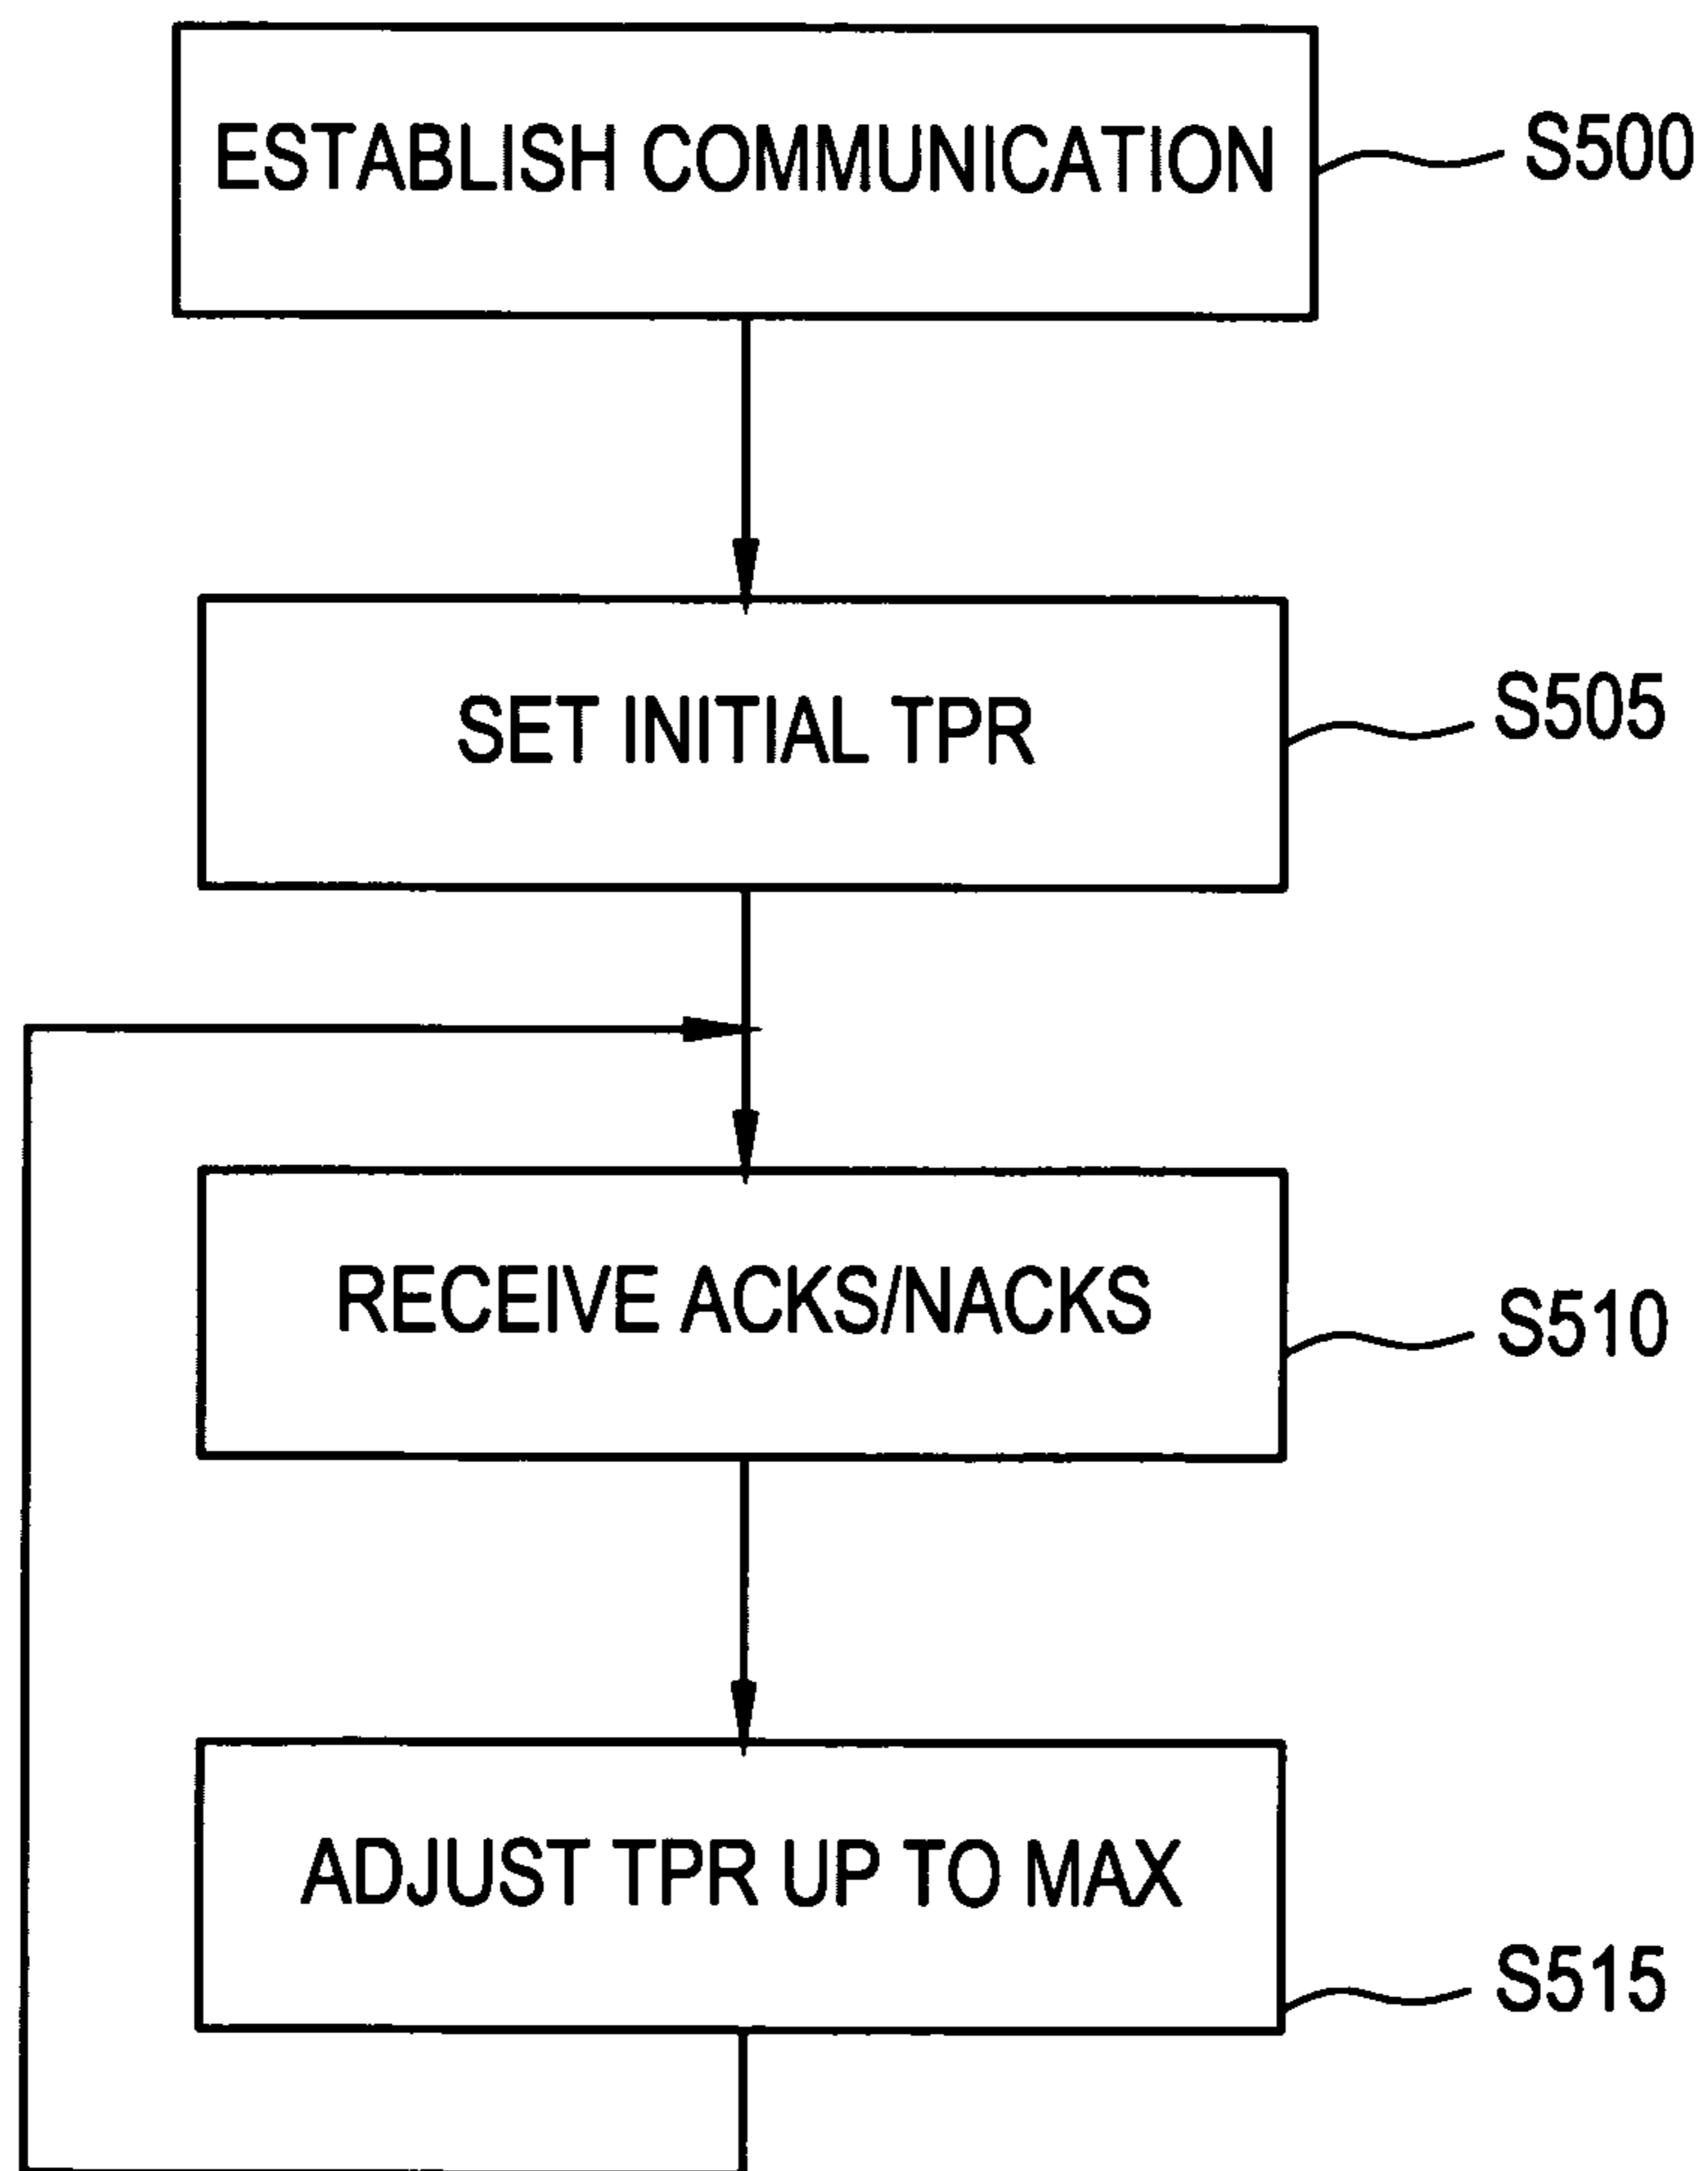 ESTABLISH COMMUNICATION
S500
SET INITIAL TPR
S505
RECEIVE ACKS/NACKS
S510
ADJUST TPR UP TO MAX
S515